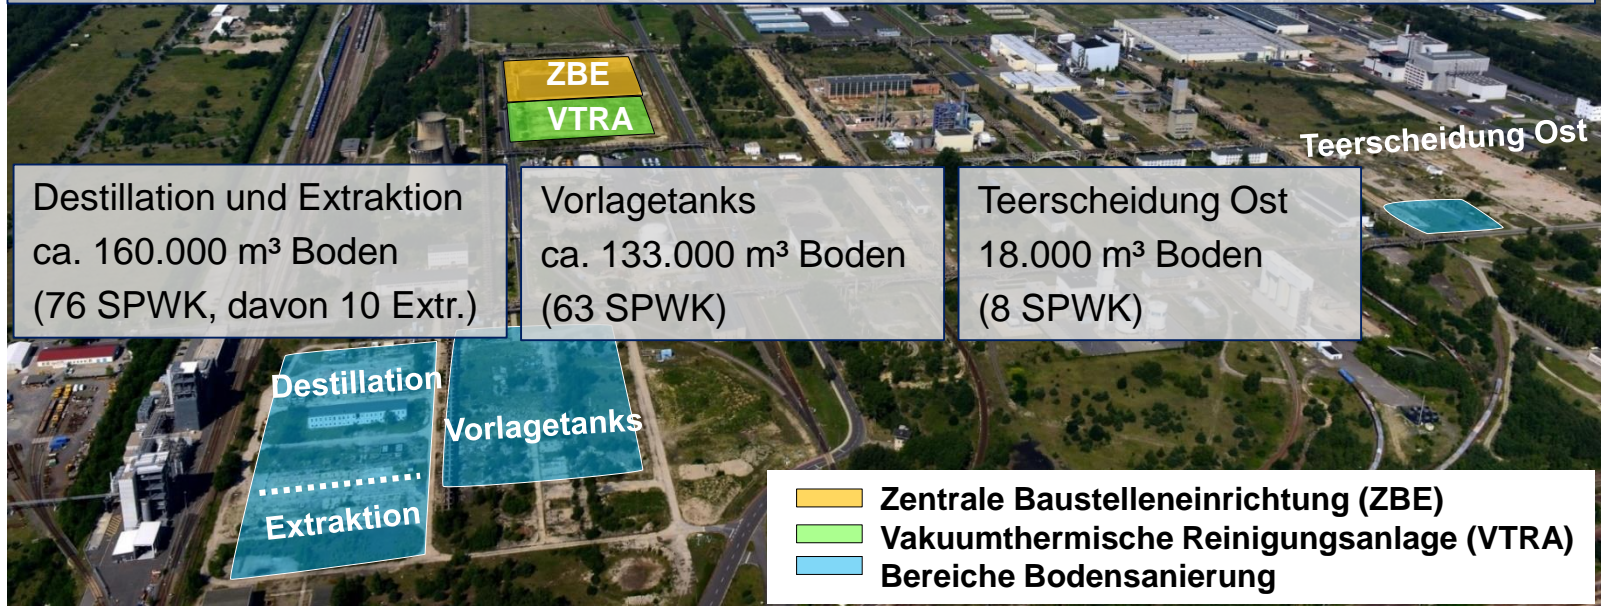 ZBE
VTRA
Teerscheidung Ost
Destillation und Extraktion
ca. 160.000 m³ Boden
(76 SPWK, davon 10 Extr.)
Vorlagetanks
ca. 133.000 m³ Boden
(63 SPWK)
Teerscheidung Ost
18.000 m³ Boden
(8 SPWK)
Destillation
Vorlagetanks
Extraktion
Zentrale Baustelleneinrichtung (ZBE)
Vakuumthermische Reinigungsanlage (VTRA)
Bereiche Bodensanierung